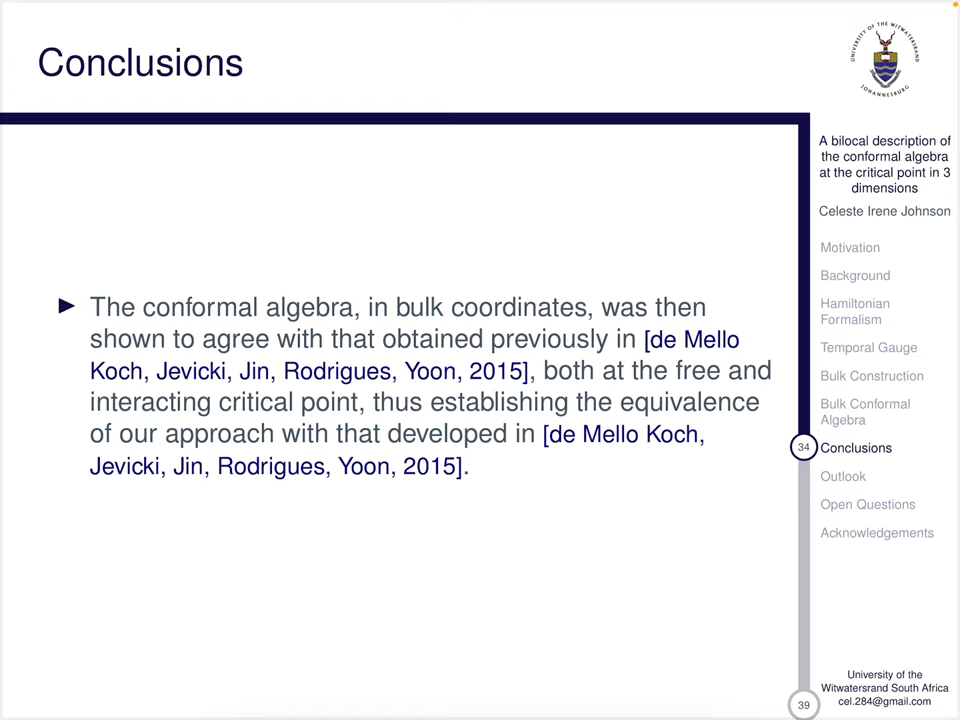 Conclusions
UNIVERSITY OF THE WITWATERSRAND
JOHANNESBURG
A bilocal description of
the conformal algebra
at the critical point in 3
dimensions
Celeste Irene Johnson
Motivation
Background
Hamiltonian
Formalism
Temporal Gauge
Bulk Construction
Bulk Conformal
Algebra
34
Conclusions
Outlook
Open Questions
Acknowledgements
▶ The conformal algebra, in bulk coordinates, was then
shown to agree with that obtained previously in [de Mello
Koch, Jevicki, Jin, Rodrigues, Yoon, 2015], both at the free and
interacting critical point, thus establishing the equivalence
of our approach with that developed in [de Mello Koch,
Jevicki, Jin, Rodrigues, Yoon, 2015].
University of the
Witwatersrand South Africa
cel.284@gmail.com
39